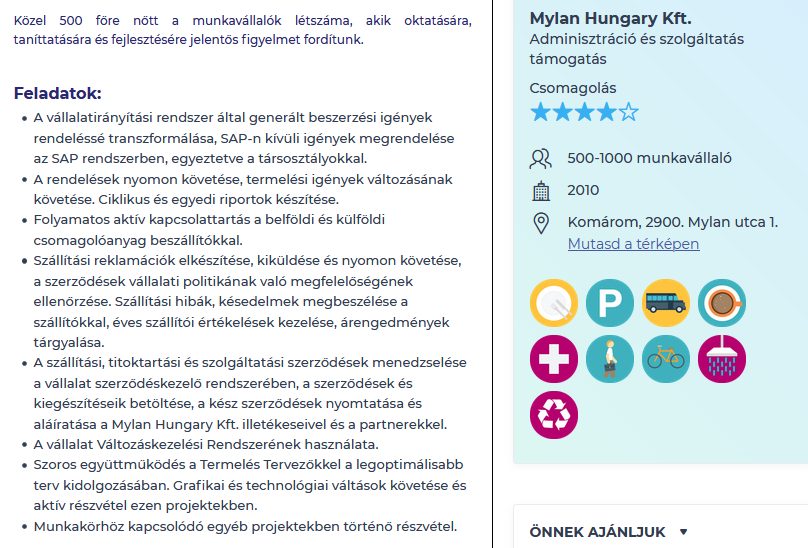 Közel 500 főre nőtt a munkavállalók létszáma, akik oktatására,
taníttatására és fejlesztésére jelentős figyelmet fordítunk.
Feladatok:
• A vállalatirányítási rendszer által generált beszerzési igények
rendeléssé transzformálása, SAP-n kívüli igények megrendelése
az SAP rendszerben, egyeztetve a társosztályokkal.
• A rendelések nyomon követése, termelési igények változásának
követése. Ciklikus és egyedi riportok készítése.
• Folyamatos aktív kapcsolattartás a belföldi és külföldi
csomagolóanyag beszállítókkal.
• Szállítási reklamációk elkészítése, kiküldése és nyomon követése,
a szerződések vállalati politikának való megfelelőségének
ellenőrzése. Szállítási hibák, késedelmek megbeszélése a
szállítókkal, éves szállítói értékelések kezelése, árengedmények
tárgyalása.
• A szállítási, titoktartási és szolgáltatási szerződések menedzselése
a vállalat szerződéskezelő rendszerében, a szerződések és
kiegészítéseik betöltése, a kész szerződések nyomtatása és
aláíratása a Mylan Hungary Kft. illetékeseivel és a partnerekkel.
• A vállalat Változáskezelési Rendszerének használata.
• Szoros együttműködés a Termelés Tervezőkkel a legoptimálisabb
terv kidolgozásában. Grafikai és technológiai váltások követése és
aktív részvétel ezen projektekben.
• Munkakörhöz kapcsolódó egyéb projektekben történő részvétel.
Mylan Hungary Kft.
Adminisztráció és szolgáltatás
támogatás
Csomagolás
500-1000 munkavállaló
2010
Komárom, 2900. Mylan utca 1.
Mutasd a térképen
P
ÖNNEK AJÁNLJUK